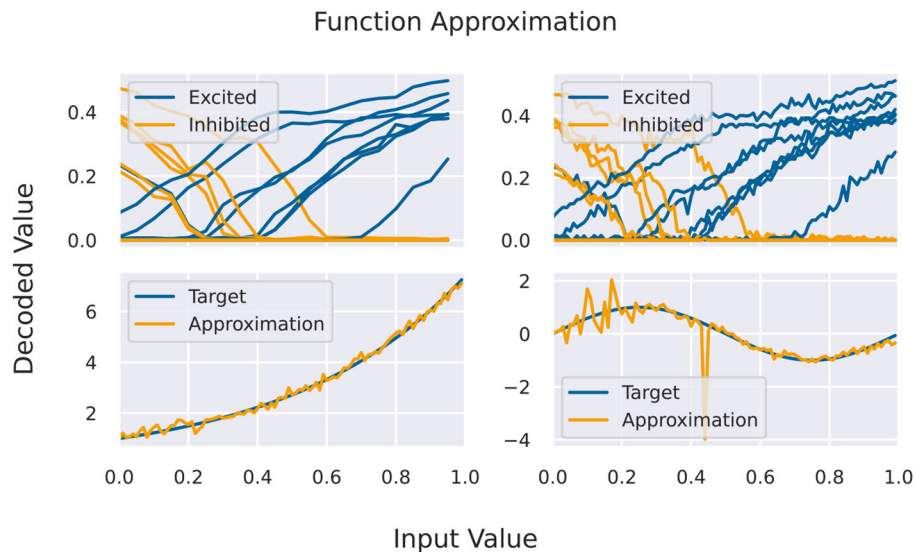 Function Approximation
Decoded Value
0.4
0.2
0.0
Excited
Inhibited
0.4
0.2
0.0
Excited
Inhibited
6
4
2
Target
Approximation
0.0 0.2 0.4 0.6 0.8 1.0
2
0
−2
−4
Target
Approximation
0.0 0.2 0.4 0.6 0.8 1.0
Input Value